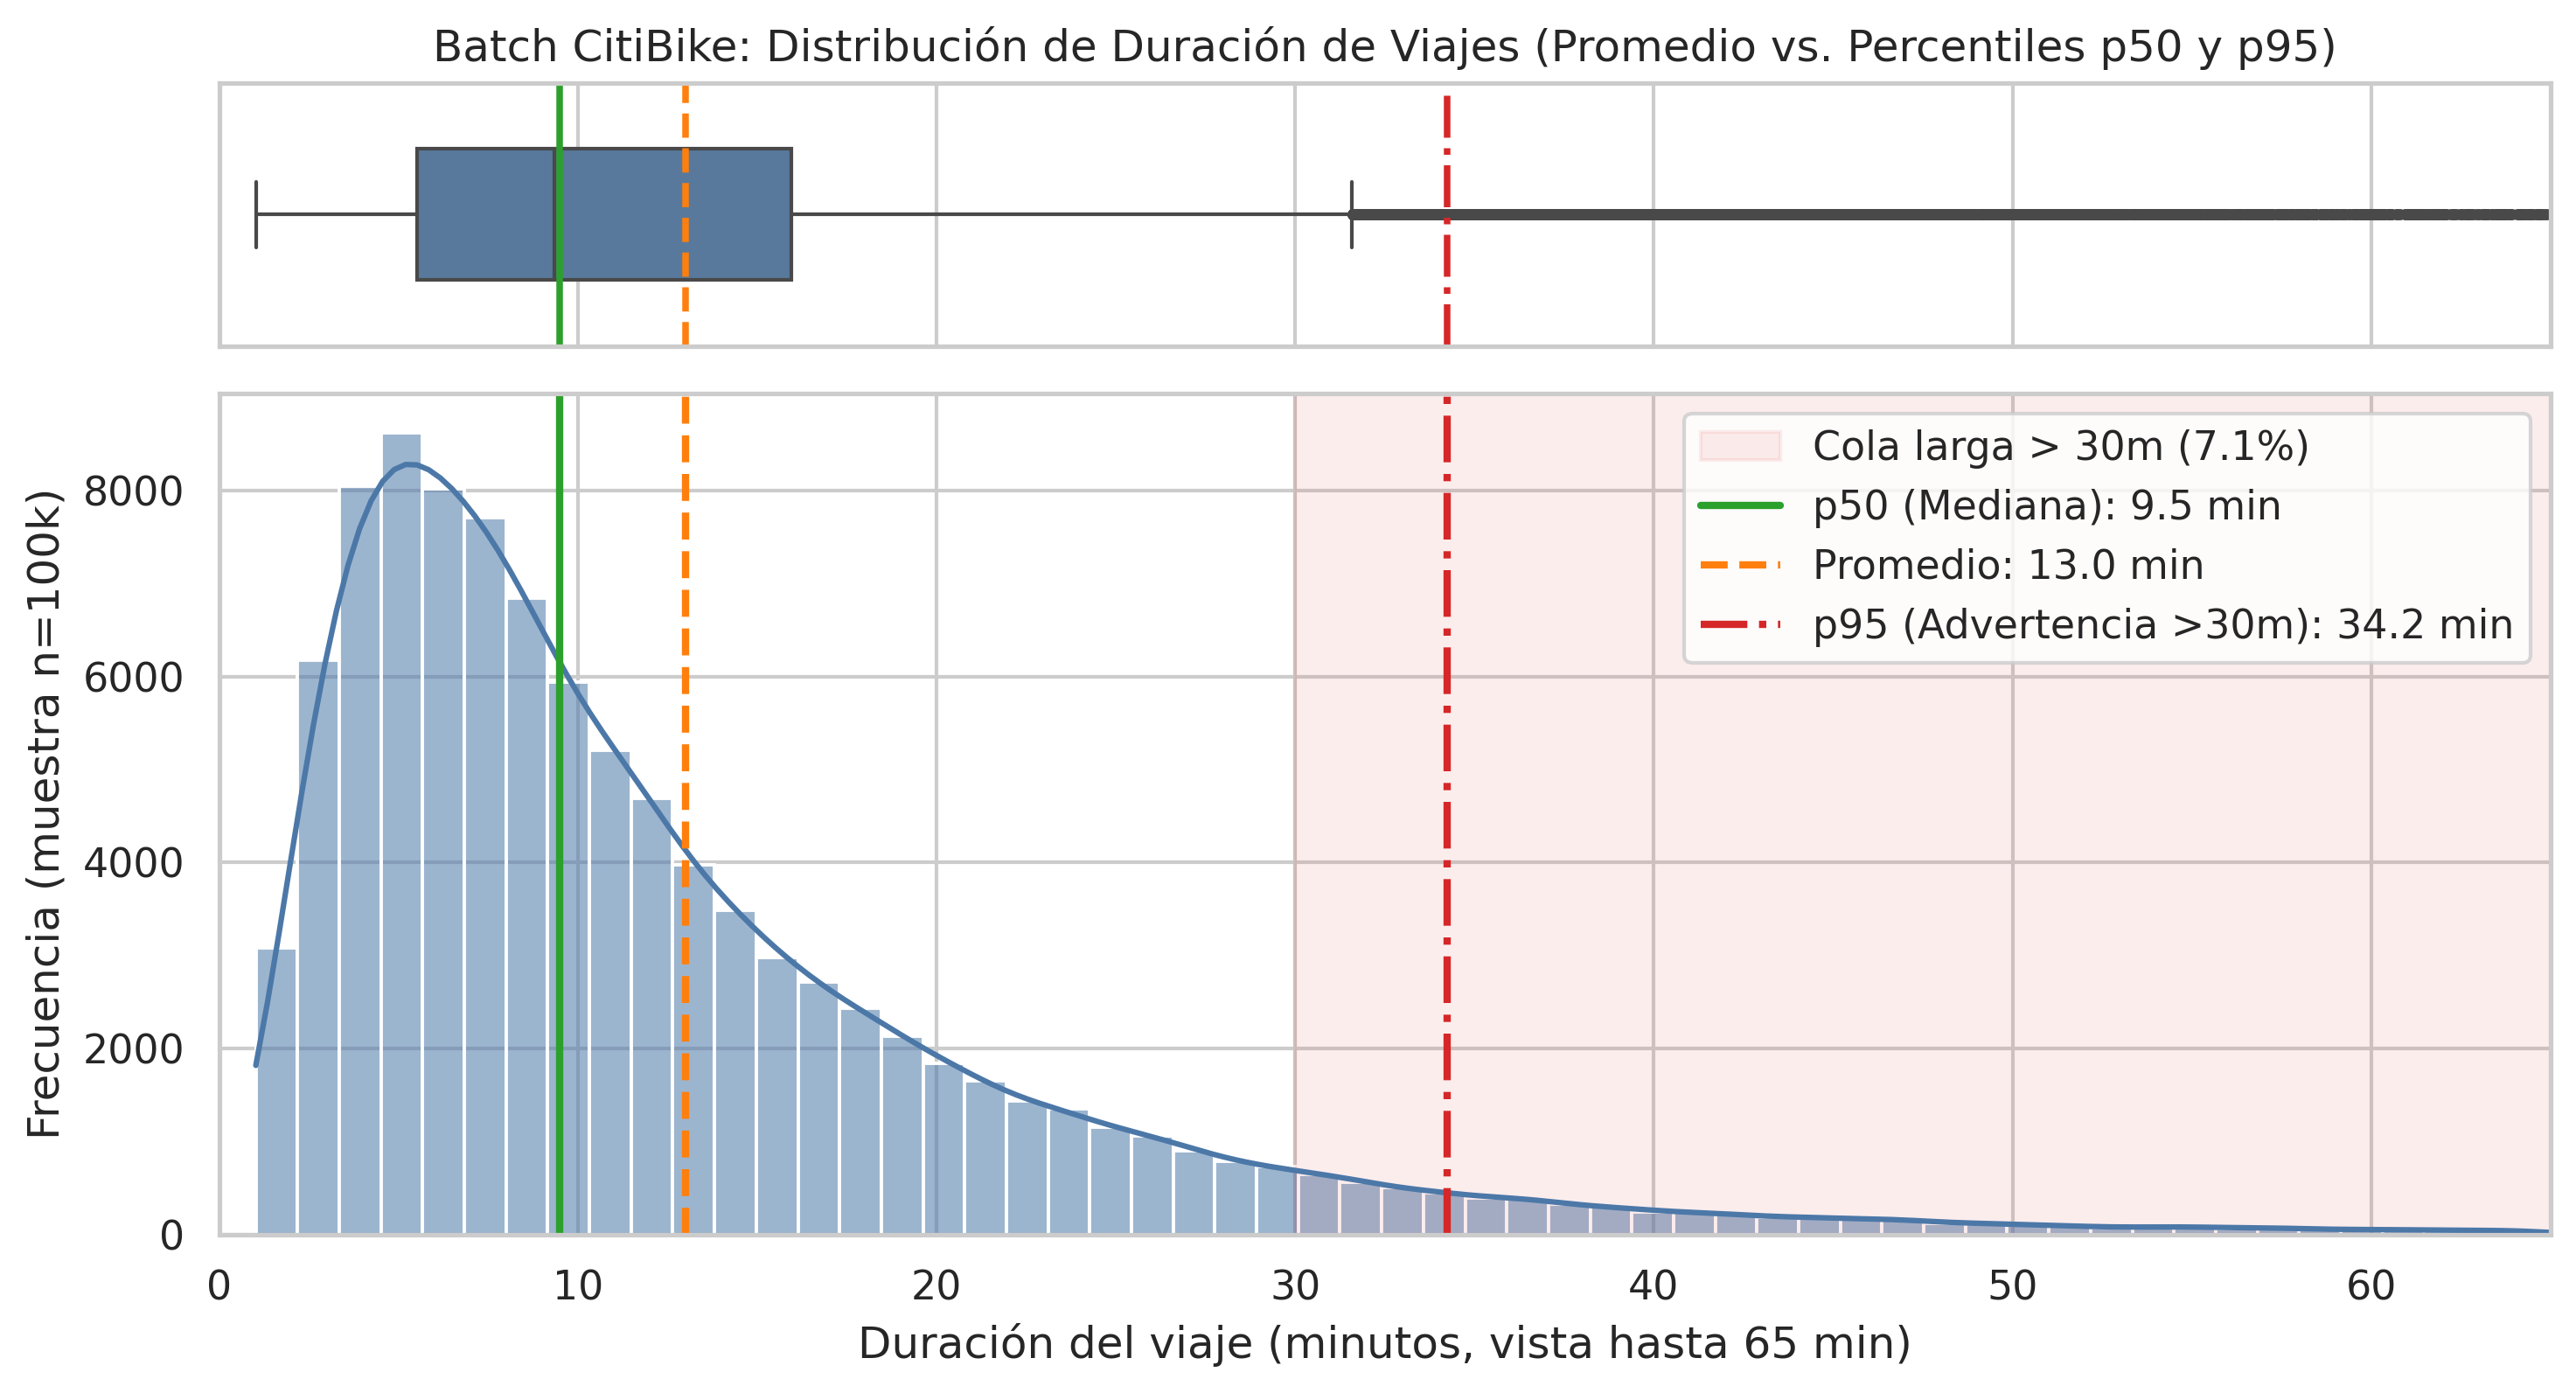 Batch CitiBike: Distribución de Duración de Viajes (Promedio vs. Percentiles p50 y p95)
Cola larga > 30m (7.1%)
p50 (Mediana): 9.5 min
Promedio: 13.0 min
p95 (Advertencia >30m): 34.2 min
Frecuencia (muestra n=100k)
8000
6000
4000
2000
0
0 10 20 30 40 50 60
Duración del viaje (minutos, vista hasta 65 min)